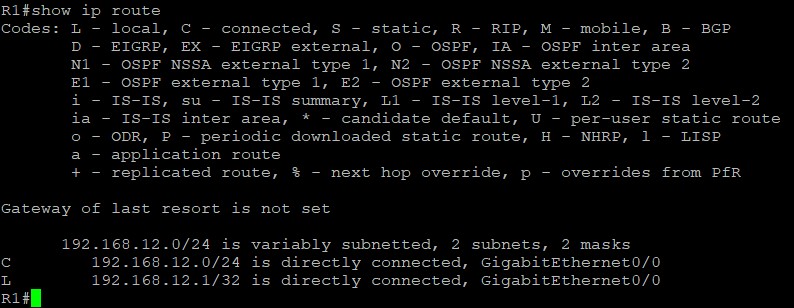 R1#show ip route
Codes: L - local, C - connected, S - static, R - RIP, M - mobile, B - BGP
       D - EIGRP, EX - EIGRP external, O - OSPF, IA - OSPF inter area
       N1 - OSPF NSSA external type 1, N2 - OSPF NSSA external type 2
       E1 - OSPF external type 1, E2 - OSPF external type 2
       i - IS-IS, su - IS-IS summary, L1 - IS-IS level-1, L2 - IS-IS level-2
       ia - IS-IS inter area, * - candidate default, U - per-user static route
       o - ODR, P - periodic downloaded static route, H - NHRP, l - LISP
       a - application route
       + - replicated route, % - next hop override, p - overrides from PfR
Gateway of last resort is not set
      192.168.12.0/24 is variably subnetted, 2 subnets, 2 masks
C        192.168.12.0/24 is directly connected, GigabitEthernet0/0
L        192.168.12.1/32 is directly connected, GigabitEthernet0/0
R1#